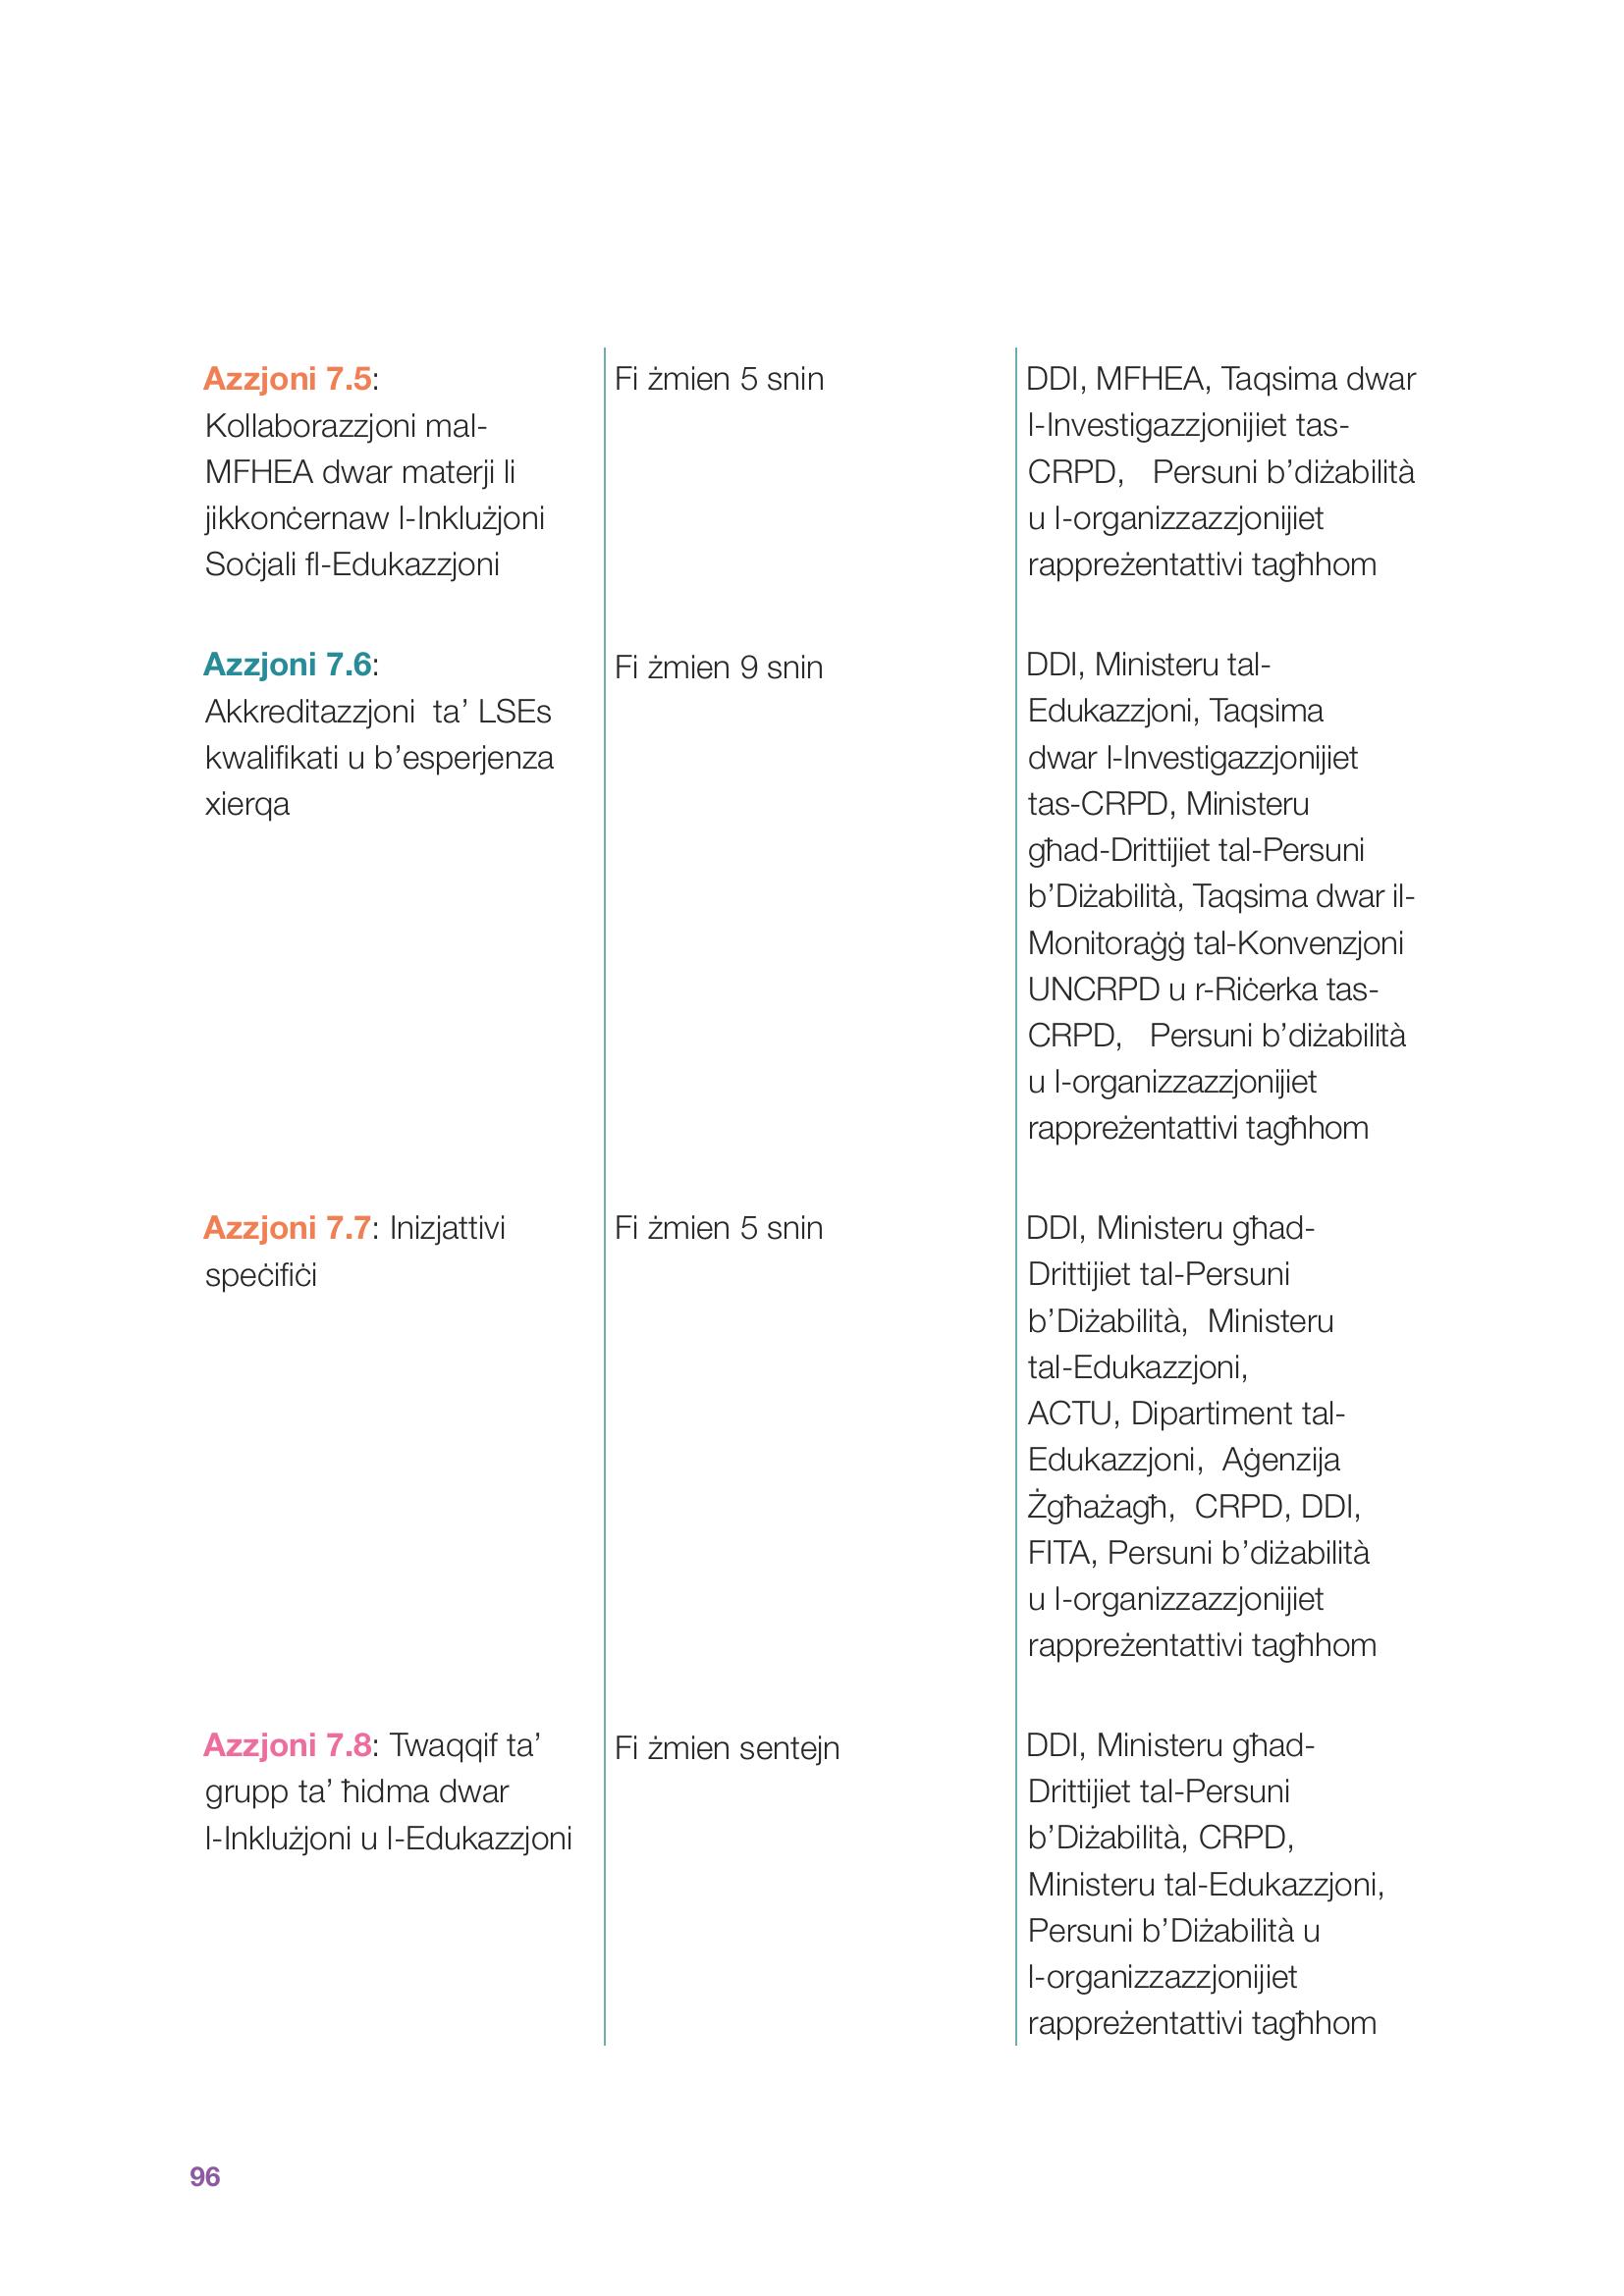 Azzjoni 7.5:
Kollaborazzjoni mal-
MFHEA dwar materji li
jikkonċernaw l-Inklużjoni
Soċjali fl-Edukazzjoni
Fi żmien 5 snin
DDI, MFHEA, Taqsima dwar
l-Investigazzjonijiet tas-
CRPD,   Persuni b’diżabilità
u l-organizzazzjonijiet
rappreżentattivi tagħhom
Azzjoni 7.6:
Akkreditazzjoni  ta’ LSEs
kwalifikati u b’esperjenza
xierqa
Fi żmien 9 snin
DDI, Ministeru tal-
Edukazzjoni, Taqsima
dwar l-Investigazzjonijiet
tas-CRPD, Ministeru
għad-Drittijiet tal-Persuni
b’Diżabilità, Taqsima dwar il-
Monitoraġġ tal-Konvenzjoni
UNCRPD u r-Riċerka tas-
CRPD,   Persuni b’diżabilità
u l-organizzazzjonijiet
rappreżentattivi tagħhom
Azzjoni 7.7: Inizjattivi
speċifiċi
Fi żmien 5 snin
DDI, Ministeru għad-
Drittijiet tal-Persuni
b’Diżabilità,  Ministeru
tal-Edukazzjoni,
ACTU, Dipartiment tal-
Edukazzjoni,  Aġenzija
Żgħażagħ,  CRPD, DDI,
FITA, Persuni b’diżabilità
u l-organizzazzjonijiet
rappreżentattivi tagħhom
Azzjoni 7.8: Twaqqif ta’
grupp ta’ ħidma dwar
l-Inklużjoni u l-Edukazzjoni
Fi żmien sentejn
DDI, Ministeru għad-
Drittijiet tal-Persuni
b’Diżabilità, CRPD,
Ministeru tal-Edukazzjoni,
Persuni b’Diżabilità u
l-organizzazzjonijiet
rappreżentattivi tagħhom
96